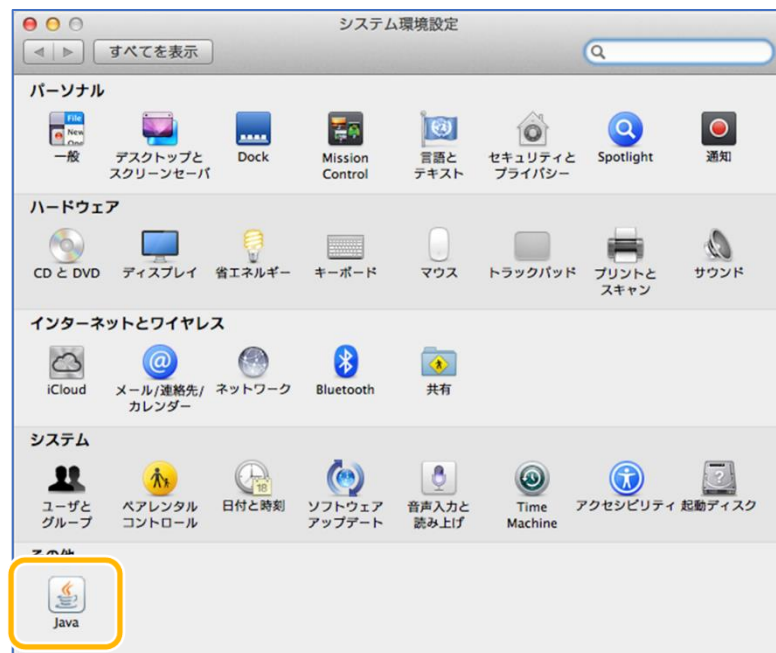 システム環境設定
すべてを表示
パーソナル
File
New
一般
デスクトップと
スクリーンセーバ
Dock
Mission
Control
言語と
テキスト
セキュリティと
プライバシー
Spotlight
通知
ハードウェア
CD と DVD
ディスプレイ
省エネルギー
キーボード
マウス
トラックパッド
プリントと
スキャン
サウンド
インターネットとワイヤレス
iCloud
メール/連絡先/
カレンダー
ネットワーク
Bluetooth
共有
システム
ユーザと
グループ
ペアレンタル
コントロール
18
日付と時刻
ソフトウェア
アップデート
音声入力と
読み上げ
Time
Machine
アクセシビリティ
起動ディスク
その他
Java